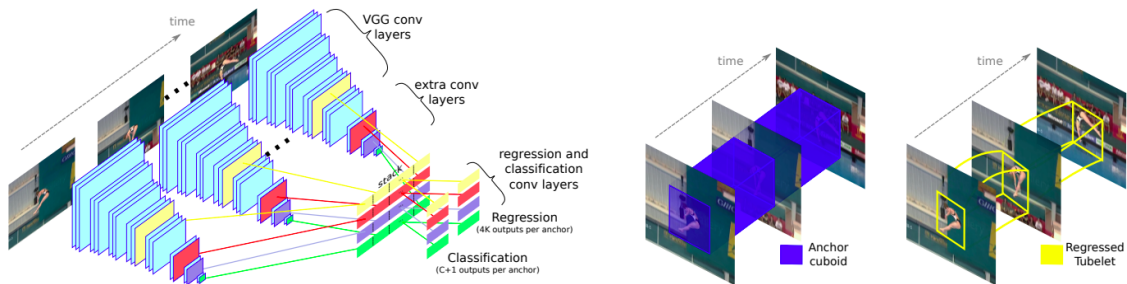 time
VGG conv
layers
extra conv
layers
stack
regression and
classification
conv layers
Regression
(4K outputs per anchor)
Classification
(C+1 outputs per anchor)
time
Anchor
cuboid
time
Regressed
Tubelet